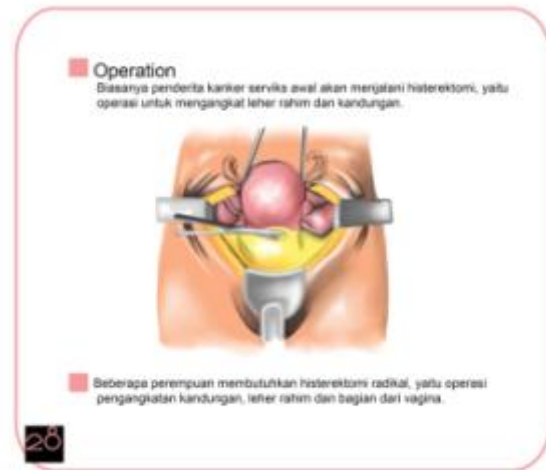 Operation
Biasanya penderita kanker serviks awal akan menjalani histerektomi, yaitu
operasi untuk mengangkat leher rahim dan kandungan.
Beberapa perempuan membutuhkan histerektomi radikal, yaitu operasi
pengangkatan kandungan, leher rahim dan bagian dari vagina.
28